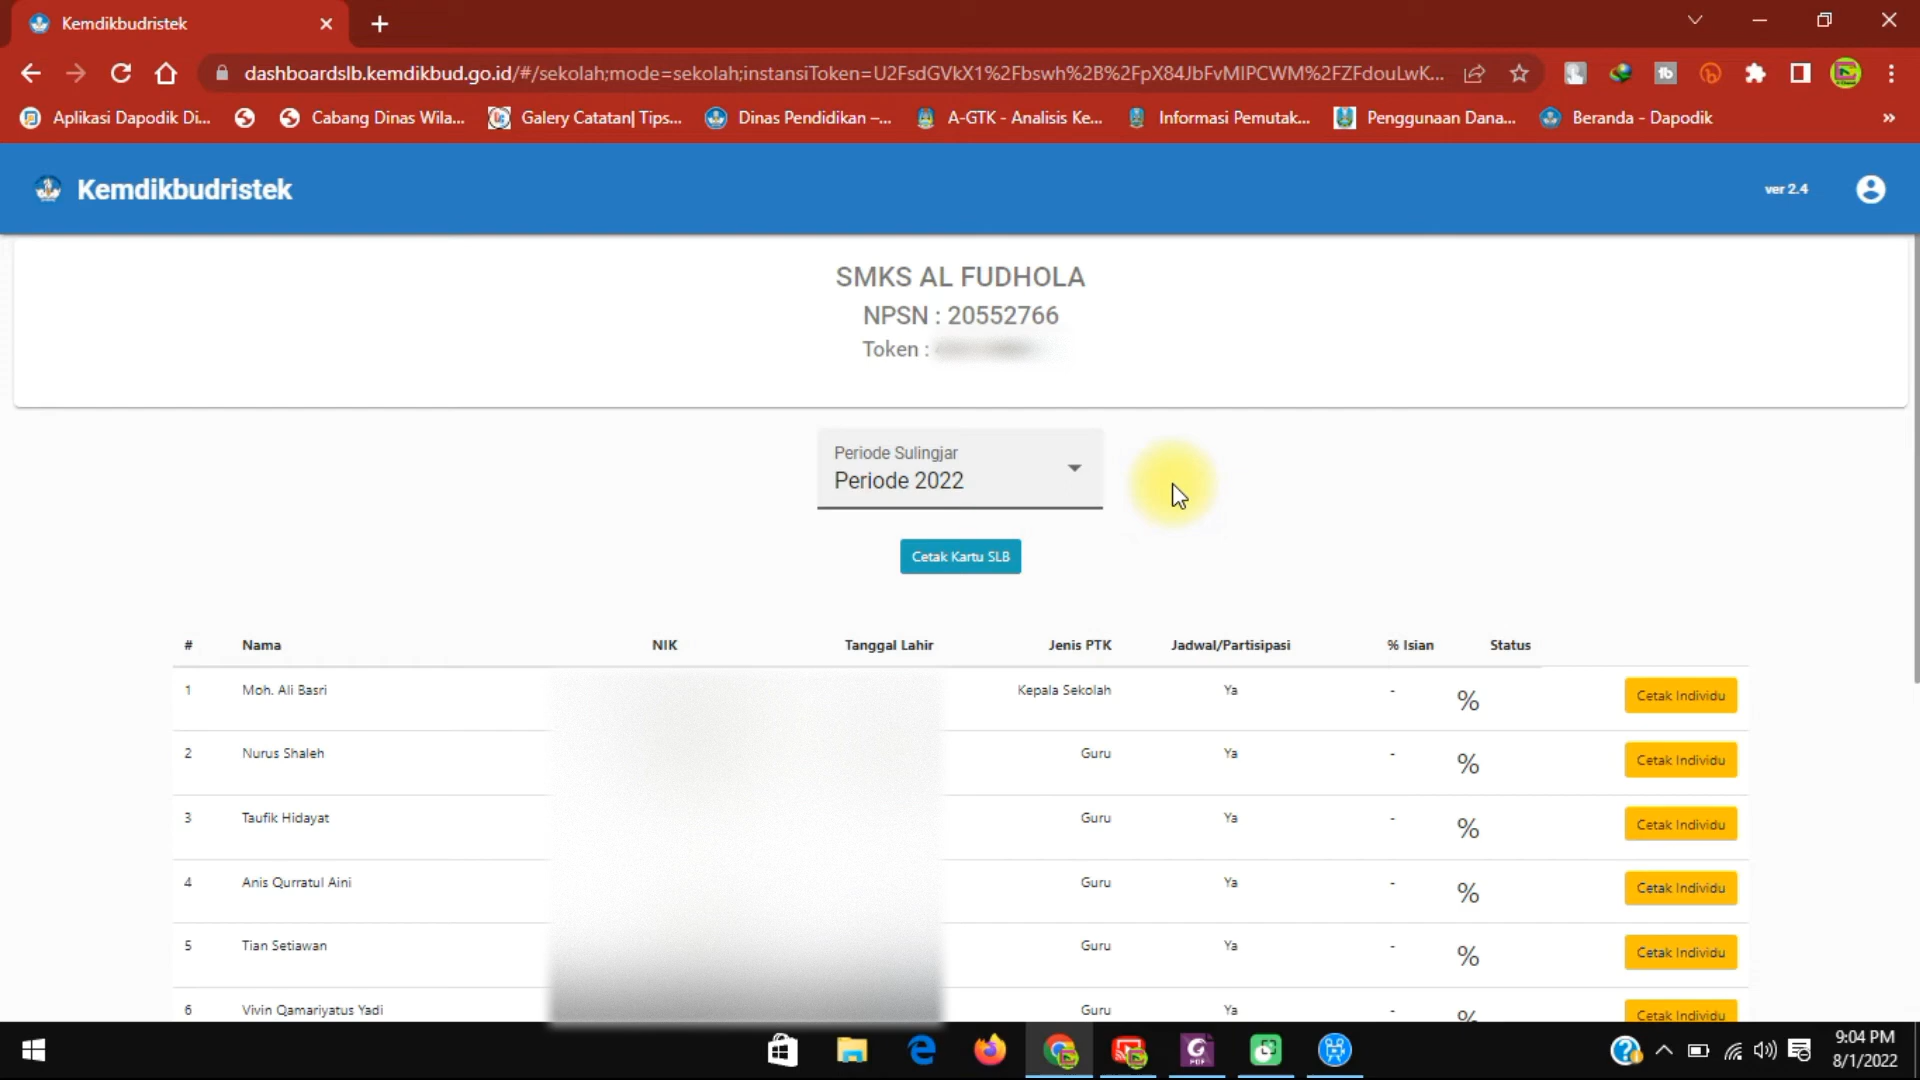 Kemdikbudristek
dashboardslb.kemdikbud.go.id/#/sekolah;mode=sekolah;instansiToken=U2FsdGVkX1%2Fbswh%2B%2FpX84JbFvMIPCWM%2FZFdouLwK...
Aplikasi Dapodik Di... Cabang Dinas Wila... Galery Catatan| Tips... Dinas Pendidikan –... A-GTK - Analisis Ke... Informasi Pemutak... Penggunaan Dana... Beranda - Dapodik »
Kemdikbudristek ver 2.4
SMKS AL FUDHOLA
NPSN : 20552766
Token :
Periode Sulingjar
Periode 2022
Cetak Kartu SLB
# Nama NIK Tanggal Lahir Jenis PTK Jadwal/Partisipasi % Isian Status
1 Moh. Ali Basri Kepala Sekolah Ya - % Cetak Individu
2 Nurus Shaleh Guru Ya - % Cetak Individu
3 Taufik Hidayat Guru Ya - % Cetak Individu
4 Anis Qurratul Aini Guru Ya - % Cetak Individu
5 Tian Setiawan Guru Ya - % Cetak Individu
6 Vivin Qamariyatus Yadi Guru Ya - % Cetak Individu
9:04 PM
8/1/2022